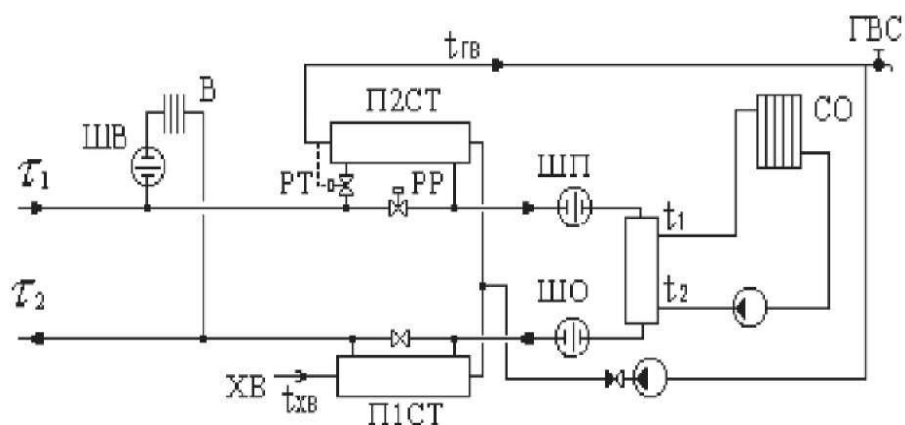 tГВ
ГВС
В
П2СТ
СО
ШВ
РТ
РР
ШП
τ1
t1
τ2
ШО
t2
ХВ
tХВ
П1СТ